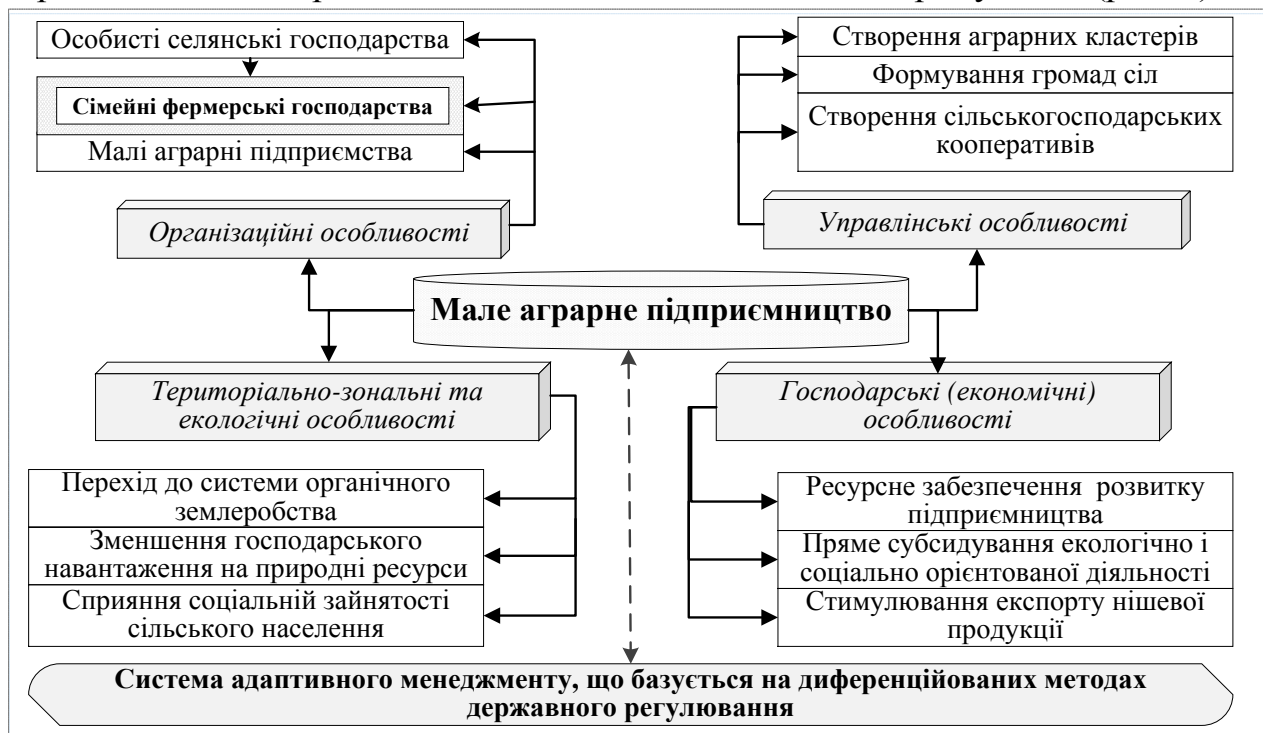 Особисті селянські господарства
Сімейні фермерські господарства
Малі аграрні підприємства
Організаційні особливості
Створення аграрних кластерів
Формування громад сіл
Створення сільськогосподарських
кооперативів
Управлінські особливості
Мале аграрне підприємництво
Територіально-зональні та
екологічні особливості
Господарські (економічні)
особливості
Перехід до системи органічного
землеробства
Зменшення господарського
навантаження на природні ресурси
Сприяння соціальній зайнятості
сільського населення
Ресурсне забезпечення розвитку
підприємництва
Пряме субсидування екологічно і
соціально орієнтованої діяльності
Стимулювання експорту нішевої
продукції
Система адаптивного менеджменту, що базується на диференційованих методах
державного регулювання